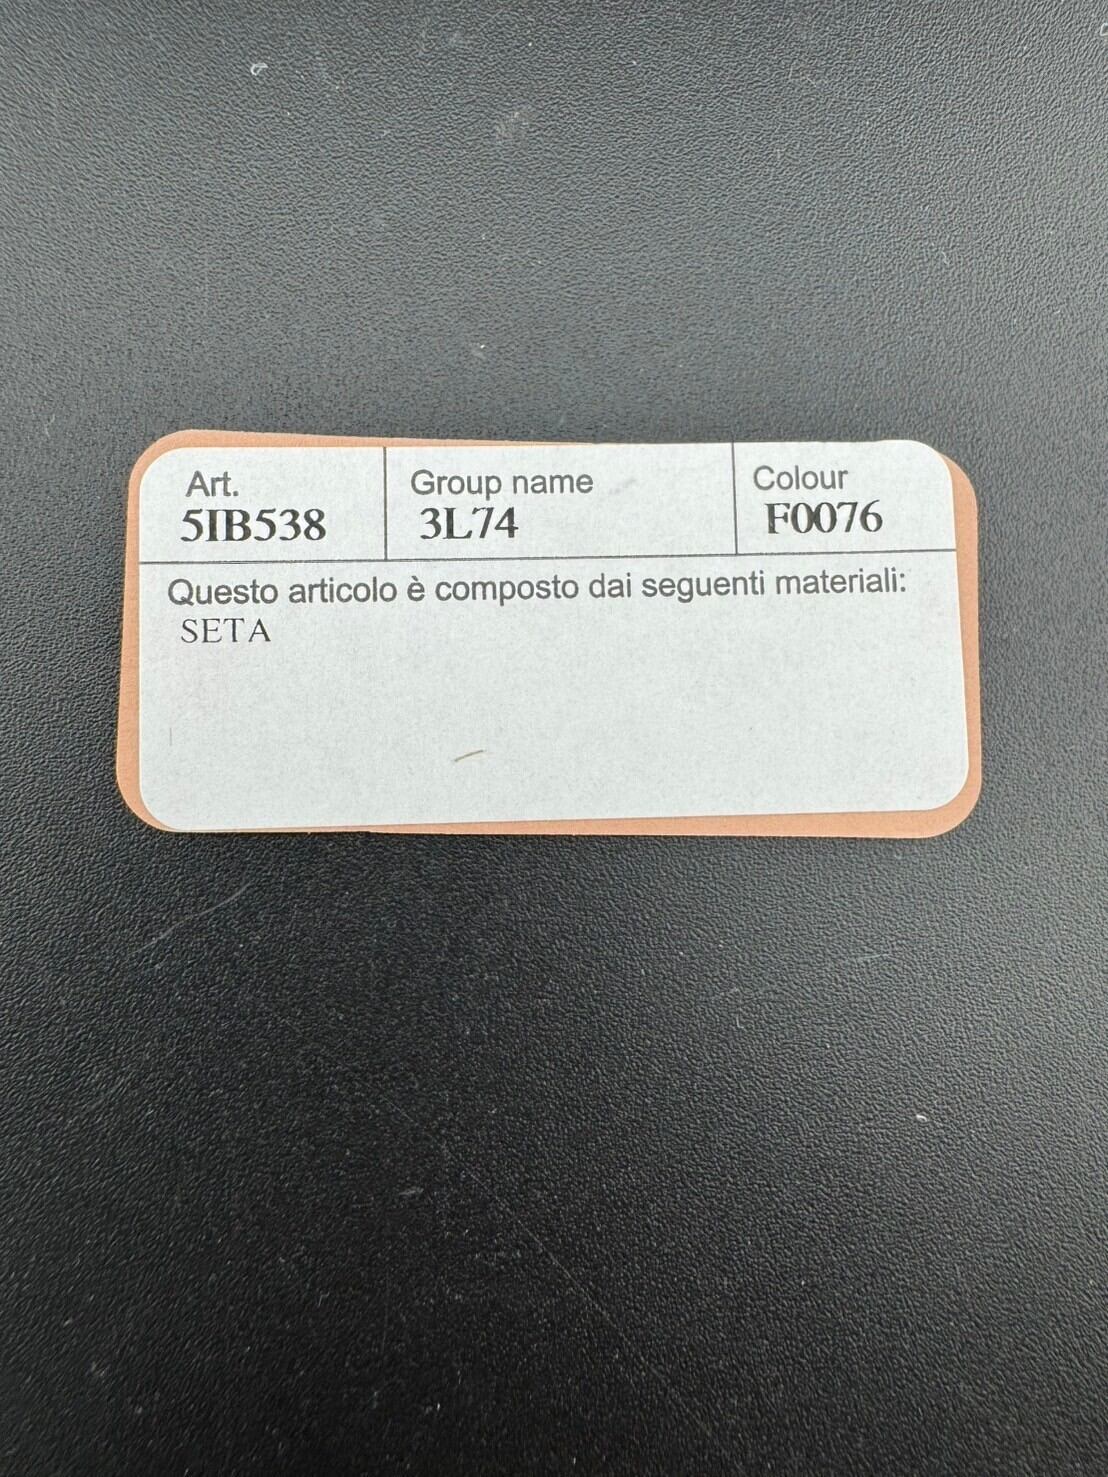 Art. Group name Colour
5IB538 3L74 F0076
Questo articolo è composto dai seguenti materiali:
SETA